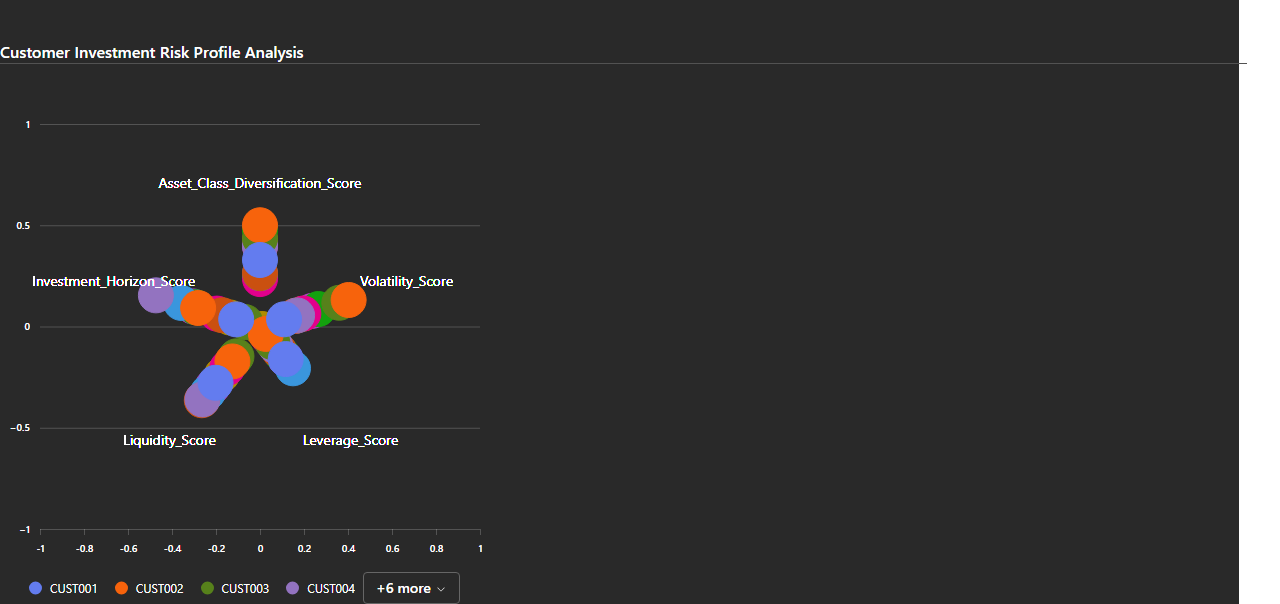 Customer Investment Risk Profile Analysis
1
Asset_Class_Diversification_Score
0.5
Investment_Horizon_Score
Volatility_Score
0
−0.5
Liquidity_Score
Leverage_Score
−1
-1 -0.8 -0.6 -0.4 -0.2 0 0.2 0.4 0.6 0.8 1
CUST001 CUST002 CUST003 CUST004 +6 more